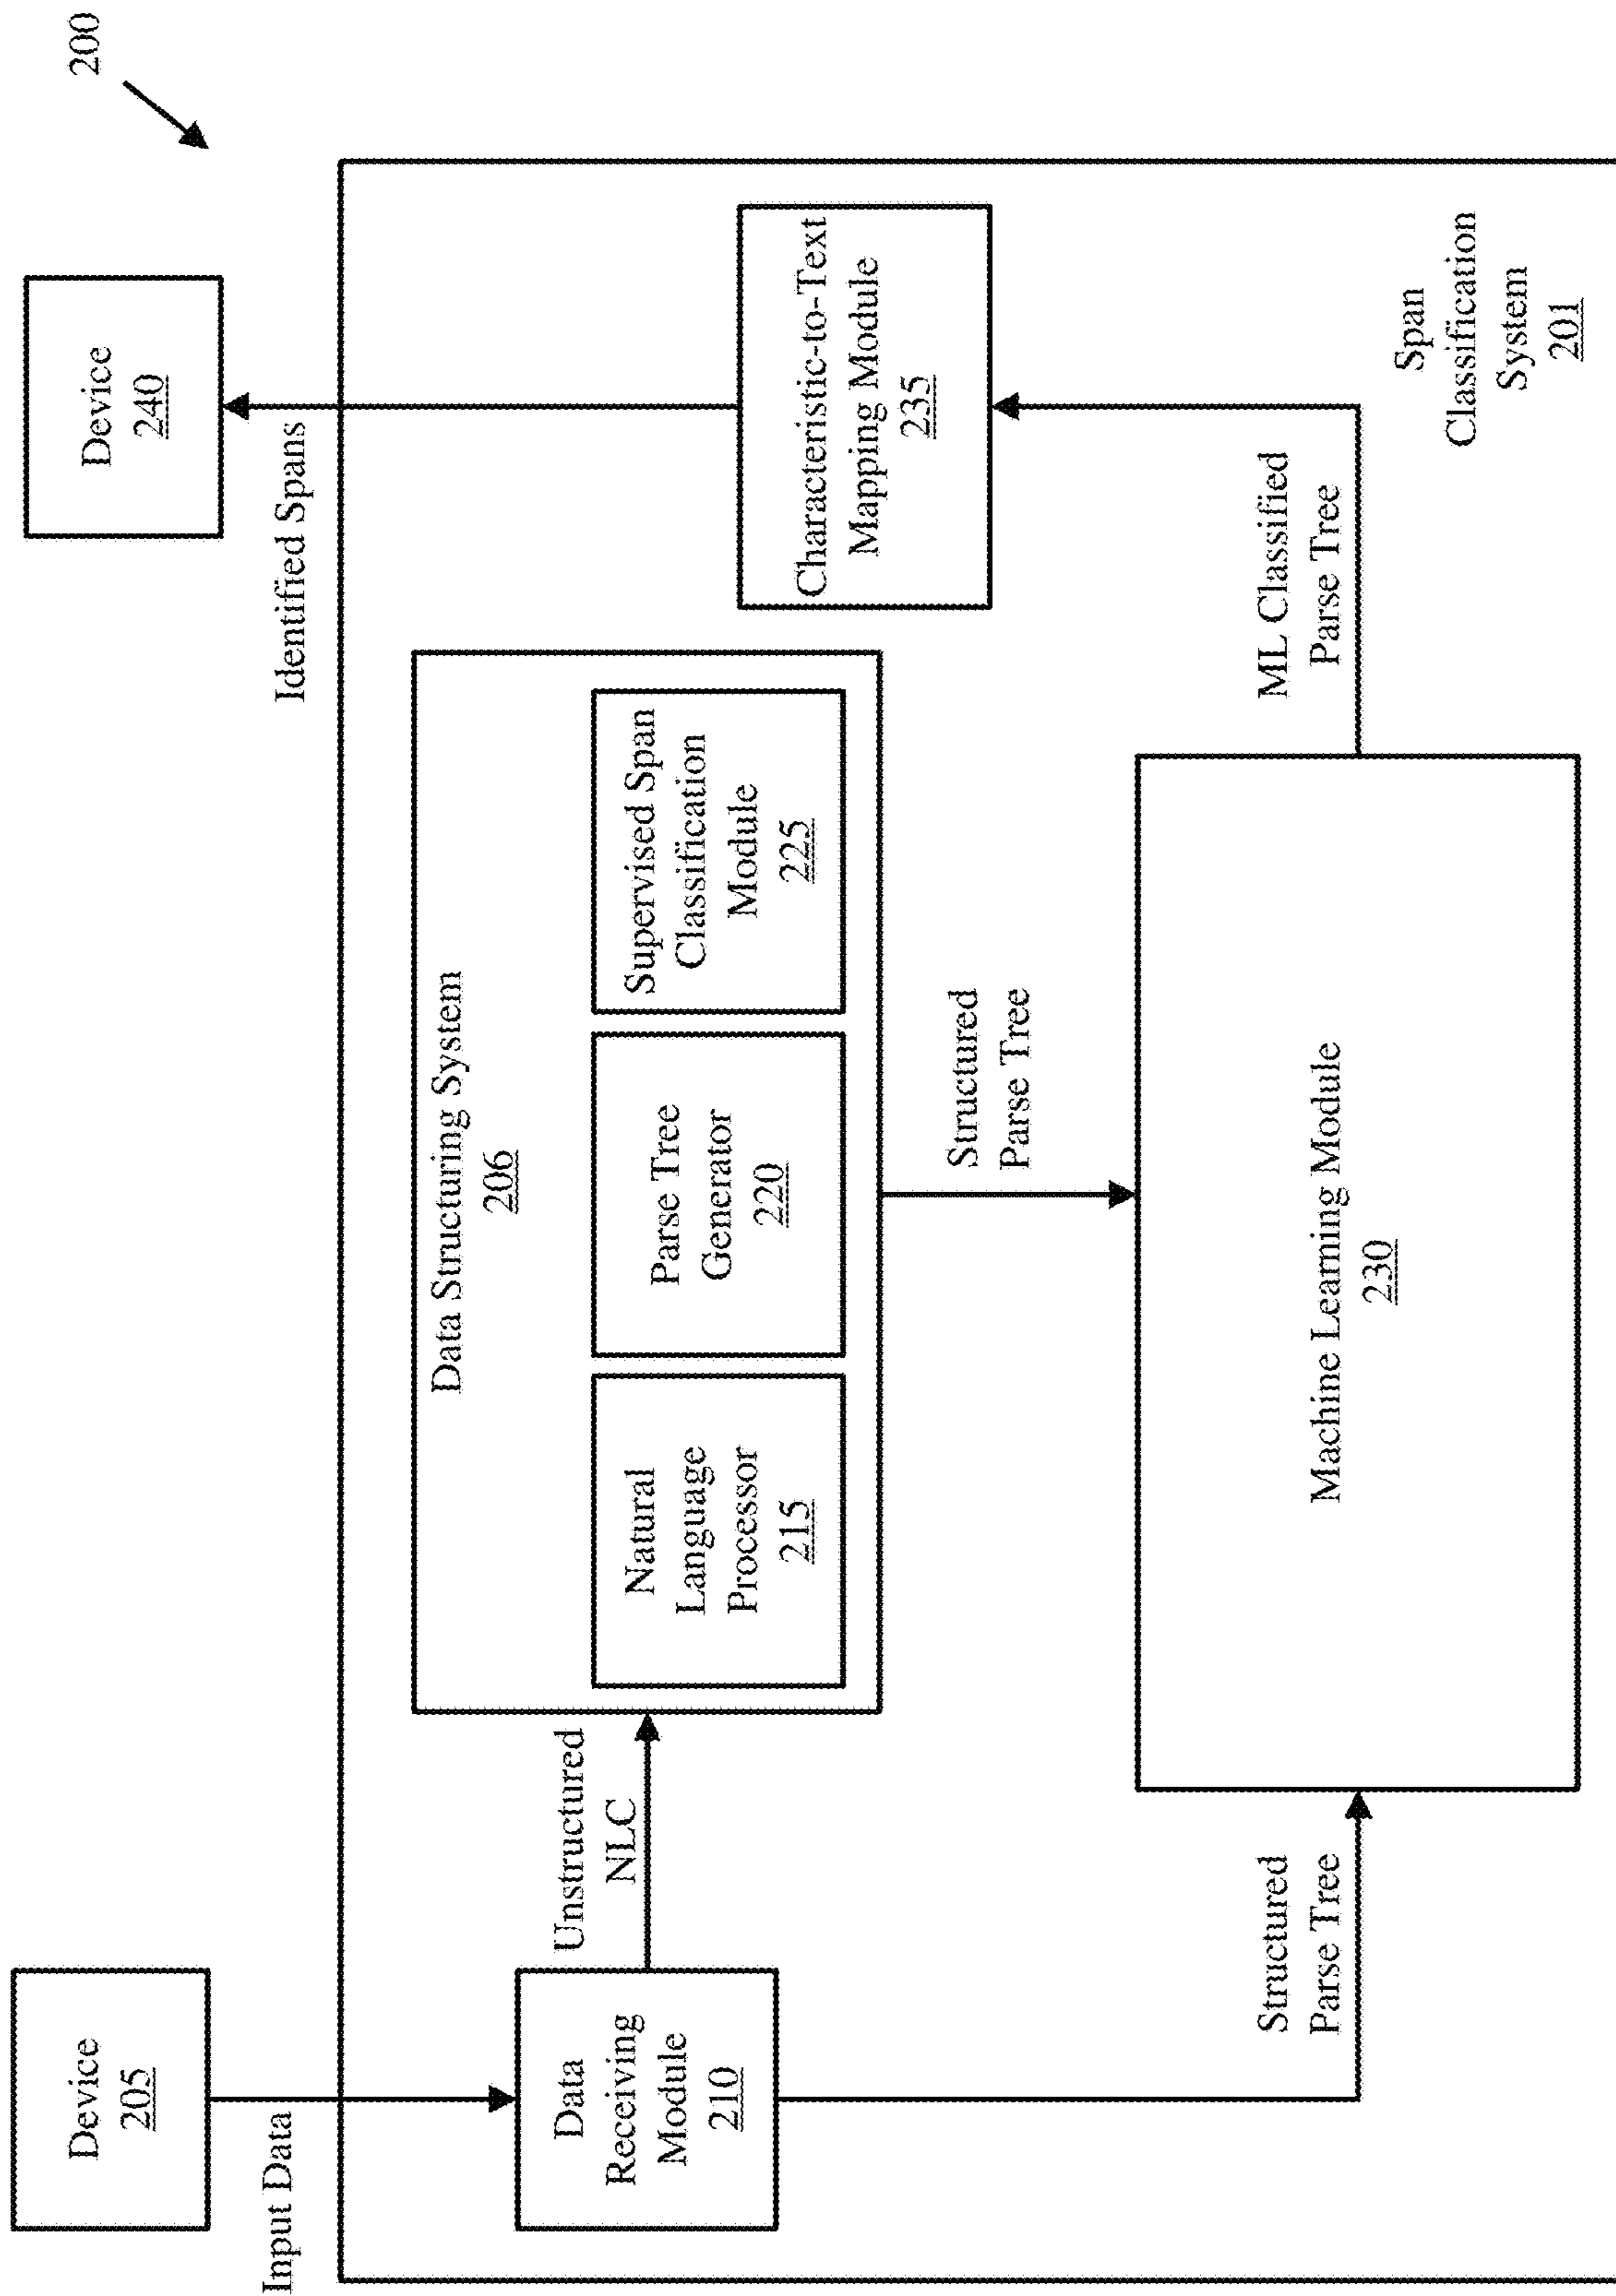 200
Device
205
Input Data
Device
240
Identified Spans
Data
Receiving
Module
210
Unstructured
NLC
Data Structuring System
206
Natural
Language
Processor
215
Parse Tree
Generator
220
Supervised Span
Classification
Module
225
Characteristic-to-Text
Mapping Module
235
Structured
Parse Tree
Structured
Parse Tree
Machine Learning Module
230
ML Classified
Parse Tree
Span
Classification
System
201